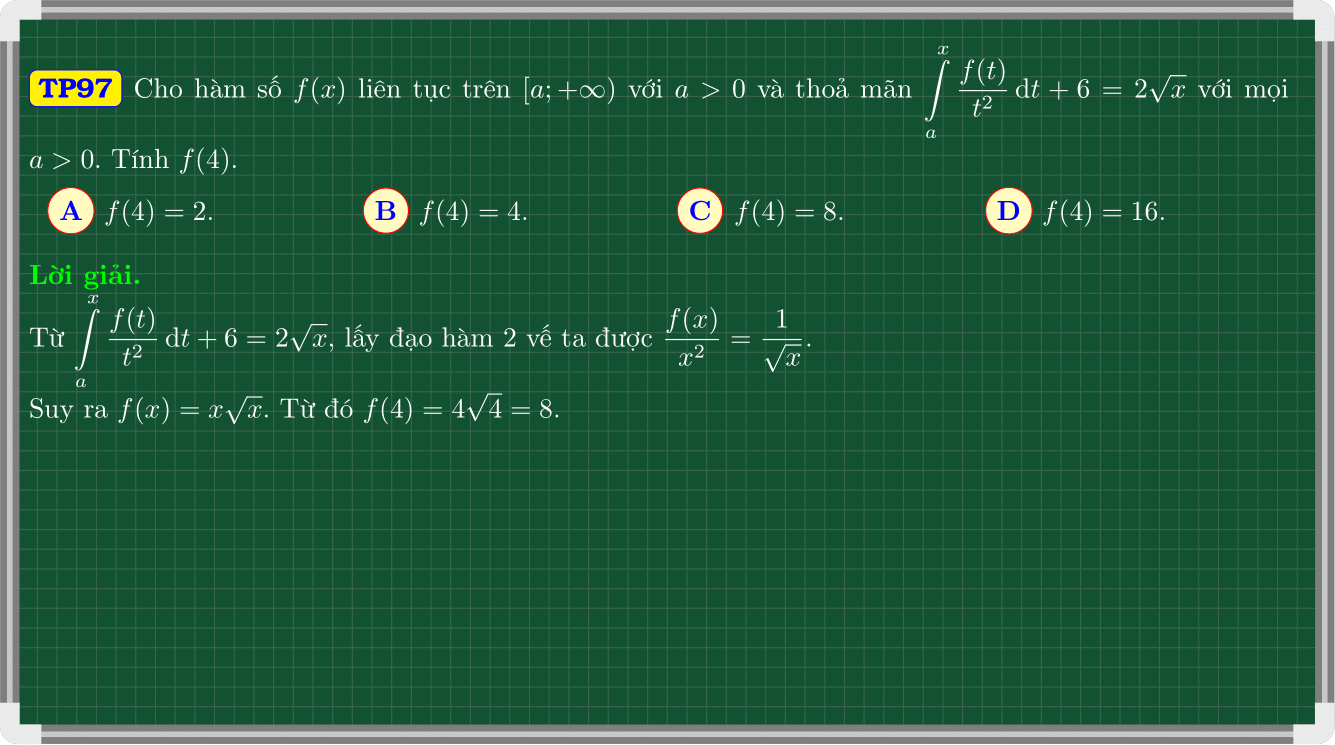 TP97 Cho hàm số $f(x)$ liên tục trên $[a; +\infty)$ với $a > 0$ và thoả mãn $\int\limits_a^x \frac{f(t)}{t^2}\,\mathrm{d}t + 6 = 2\sqrt{x}$ với mọi
$a > 0$. Tính $f(4)$.
A $f(4) = 2$. B $f(4) = 4$. C $f(4) = 8$. D $f(4) = 16$.
Lời giải.
Từ $\int\limits_a^x \frac{f(t)}{t^2}\,\mathrm{d}t + 6 = 2\sqrt{x}$, lấy đạo hàm 2 vế ta được $\frac{f(x)}{x^2} = \frac{1}{\sqrt{x}}$.
Suy ra $f(x) = x\sqrt{x}$. Từ đó $f(4) = 4\sqrt{4} = 8$.